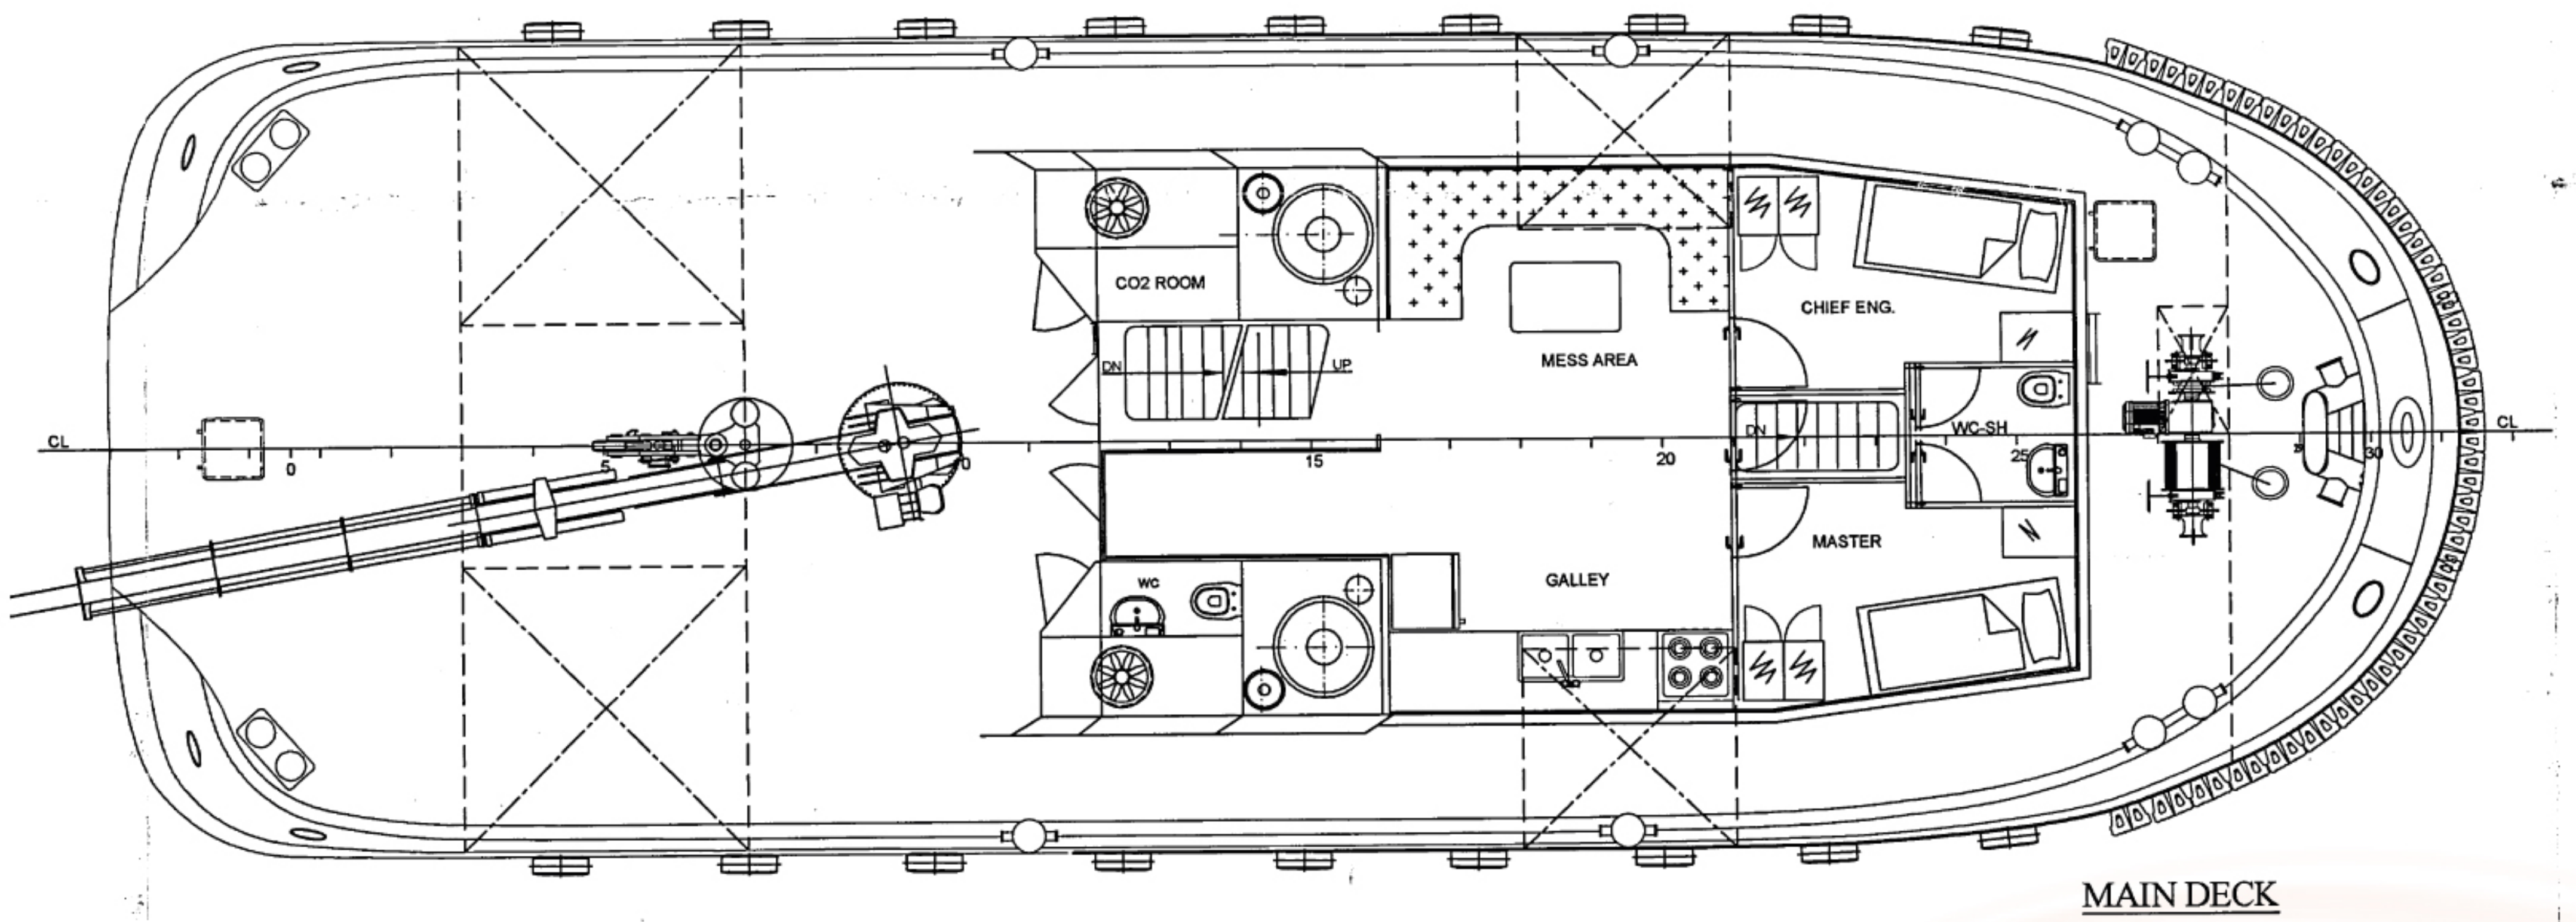 CO2 ROOM
CHIEF ENG.
MESS AREA
DN
UP
CL
0
5
15
20
DN
WC-SH
25
30
CL
MASTER
WC
GALLEY
MAIN DECK